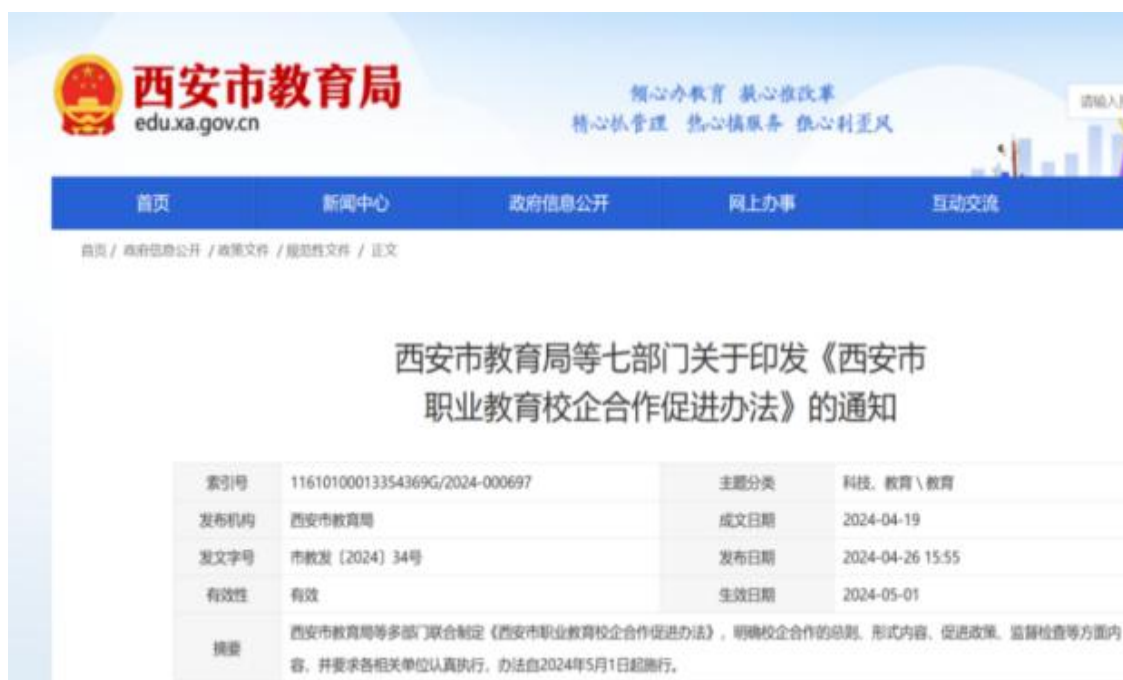 西安市教育局
edu.xa.gov.cn
倾心办教育 凝心推改革
精心抓管理 热心搞服务
请输入
首页 新闻中心 政府信息公开 网上办事 互动交流
首页 / 政府信息公开 / 政策文件 / 规范性文件 / 正文
西安市教育局等七部门关于印发《西安市
职业教育校企合作促进办法》的通知
索引号 11610100013354369G/2024-000697 主题分类 科技、教育 \ 教育
发布机构 西安市教育局 成文日期 2024-04-19
发文字号 市教发〔2024〕34号 发布日期 2024-04-26 15:55
有效性 有效 生效日期 2024-05-01
摘要 西安市教育局等多部门联合制定《西安市职业教育校企合作促进办法》，明确校企合作的总则、形式内容、促进政策、监督检查等方面内
容，并要求各相关单位认真执行，办法自2024年5月1日起施行。